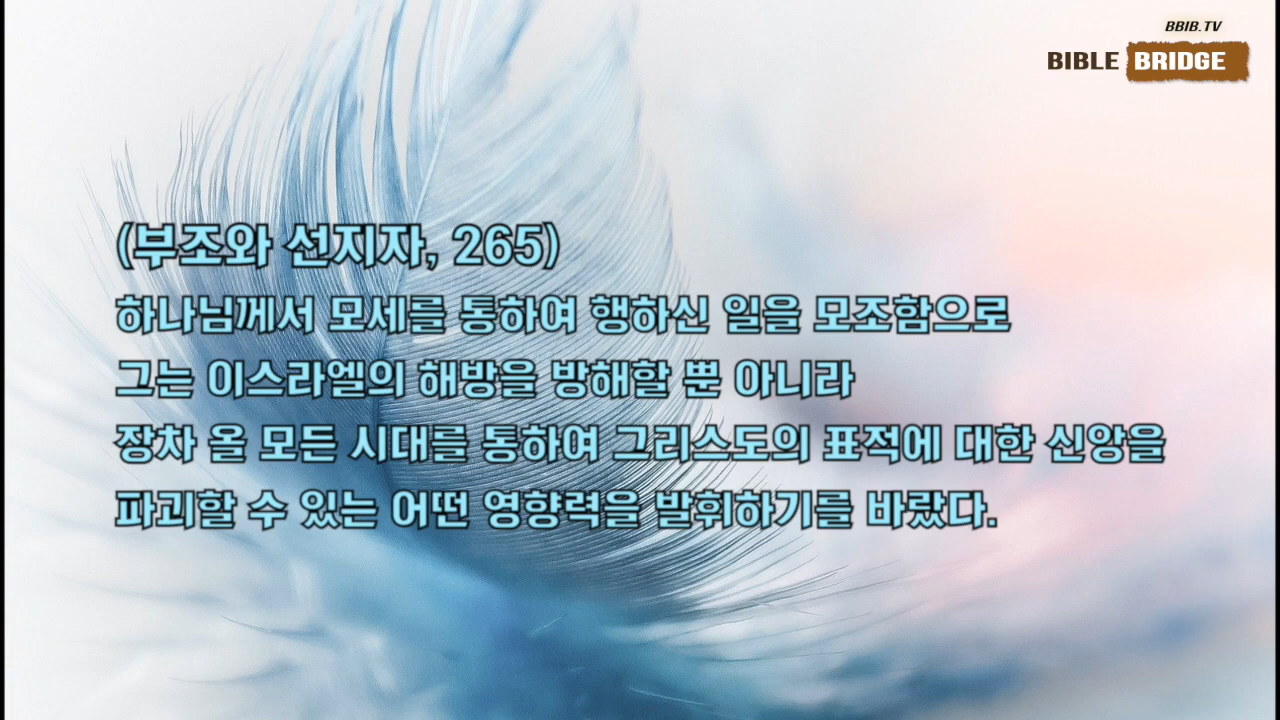 BBIB.TV
BIBLE BRIDGE
(부조와 선지자, 265)
하나님께서 모세를 통하여 행하신 일을 모조함으로
그는 이스라엘의 해방을 방해할 뿐 아니라
장차 올 모든 시대를 통하여 그리스도의 표적에 대한 신앙을
파괴할 수 있는 어떤 영향력을 발휘하기를 바랐다.